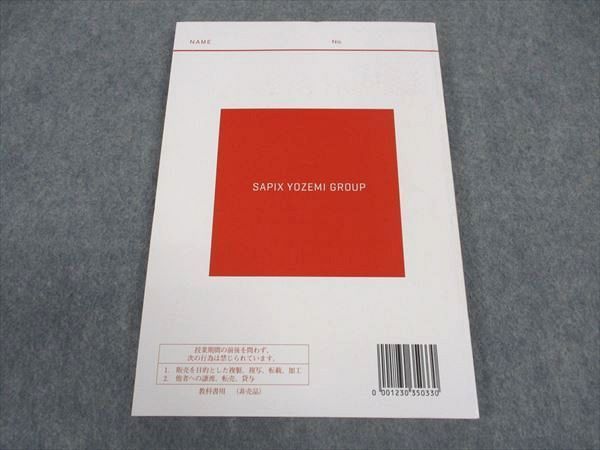 NAME No.
SAPIX YOZEMI GROUP
授業期間の前後を問わず、
次の行為は禁じられています。
1. 販売を目的とした複製、複写、転載、加工
2. 他者への譲渡、転売、貸与
教科書用 (非売品)
0 001230 350330